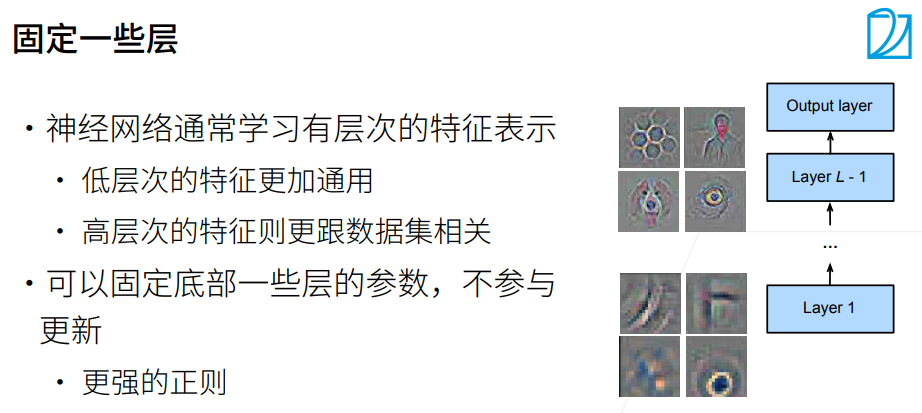 固定一些层
• 神经网络通常学习有层次的特征表示
• 低层次的特征更加通用
• 高层次的特征则更跟数据集相关
• 可以固定底部一些层的参数，不参与
更新
• 更强的正则
Output layer
Layer L - 1
...
Layer 1